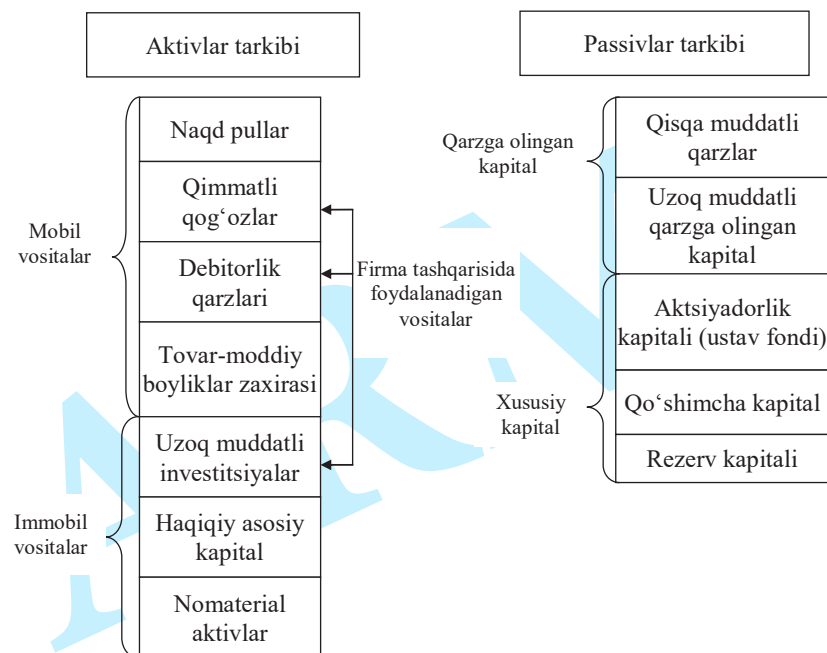 Aktivlar tarkibi
Passivlar tarkibi
Naqd pullar
Qimmatli
qog‘ozlar
Debitorlik
qarzlari
Tovar-moddiy
boyliklar zaxirasi
Uzoq muddatli
investitsiyalar
Haqiqiy asosiy
kapital
Nomaterial
aktivlar
Mobil
vositalar
Immobil
vositalar
Firma tashqarisida
foydalanadigan
vositalar
Qarzga olingan
kapital
Xususiy
kapital
Qisqa muddatli
qarzlar
Uzoq muddatli
qarzga olingan
kapital
Aktsiyadorlik
kapitali (ustav fondi)
Qo‘shimcha kapital
Rezerv kapitali